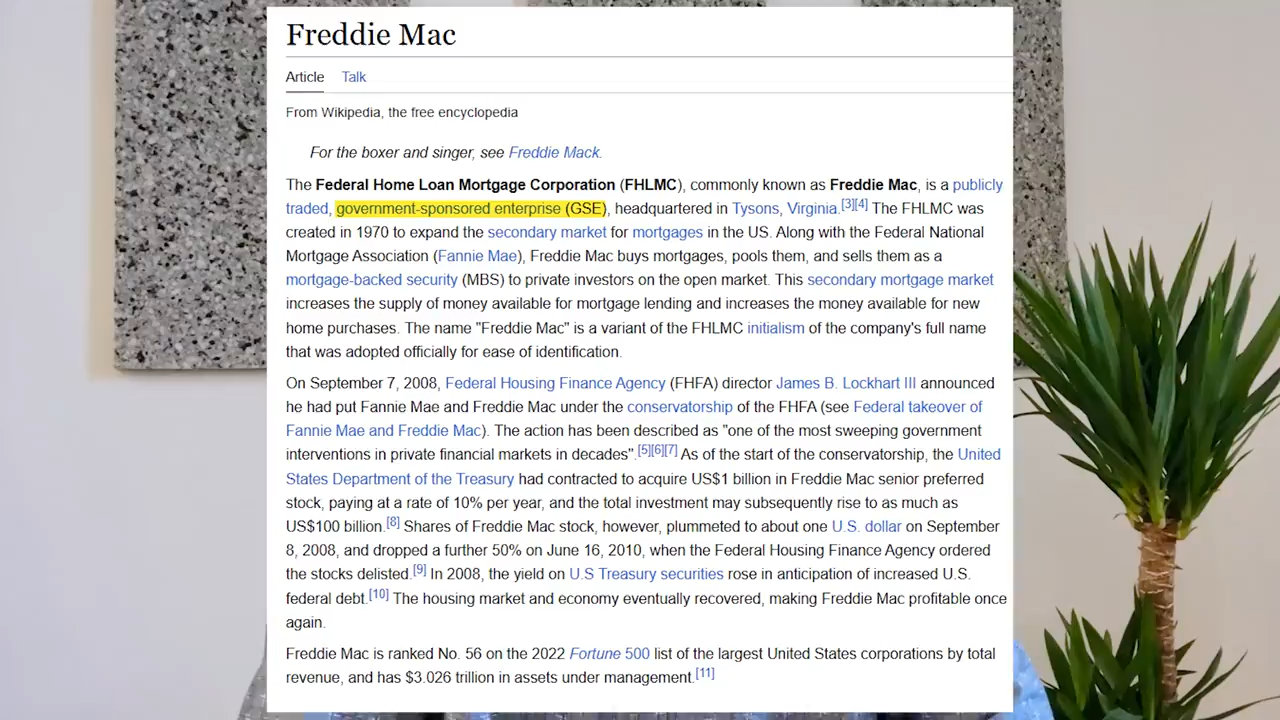 Freddie Mac
Article Talk
From Wikipedia, the free encyclopedia
For the boxer and singer, see Freddie Mack.
The Federal Home Loan Mortgage Corporation (FHLMC), commonly known as Freddie Mac, is a publicly
traded, government-sponsored enterprise (GSE), headquartered in Tysons, Virginia.[3][4] The FHLMC was
created in 1970 to expand the secondary market for mortgages in the US. Along with the Federal National
Mortgage Association (Fannie Mae), Freddie Mac buys mortgages, pools them, and sells them as a
mortgage-backed security (MBS) to private investors on the open market. This secondary mortgage market
increases the supply of money available for mortgage lending and increases the money available for new
home purchases. The name "Freddie Mac" is a variant of the FHLMC initialism of the company's full name
that was adopted officially for ease of identification.
On September 7, 2008, Federal Housing Finance Agency (FHFA) director James B. Lockhart III announced
he had put Fannie Mae and Freddie Mac under the conservatorship of the FHFA (see Federal takeover of
Fannie Mae and Freddie Mac). The action has been described as "one of the most sweeping government
interventions in private financial markets in decades".[5][6][7] As of the start of the conservatorship, the United
States Department of the Treasury had contracted to acquire US$1 billion in Freddie Mac senior preferred
stock, paying at a rate of 10% per year, and the total investment may subsequently rise to as much as
US$100 billion.[8] Shares of Freddie Mac stock, however, plummeted to about one U.S. dollar on September
8, 2008, and dropped a further 50% on June 16, 2010, when the Federal Housing Finance Agency ordered
the stocks delisted.[9] In 2008, the yield on U.S Treasury securities rose in anticipation of increased U.S.
federal debt.[10] The housing market and economy eventually recovered, making Freddie Mac profitable once
again.
Freddie Mac is ranked No. 56 on the 2022 Fortune 500 list of the largest United States corporations by total
revenue, and has $3.026 trillion in assets under management.[11]